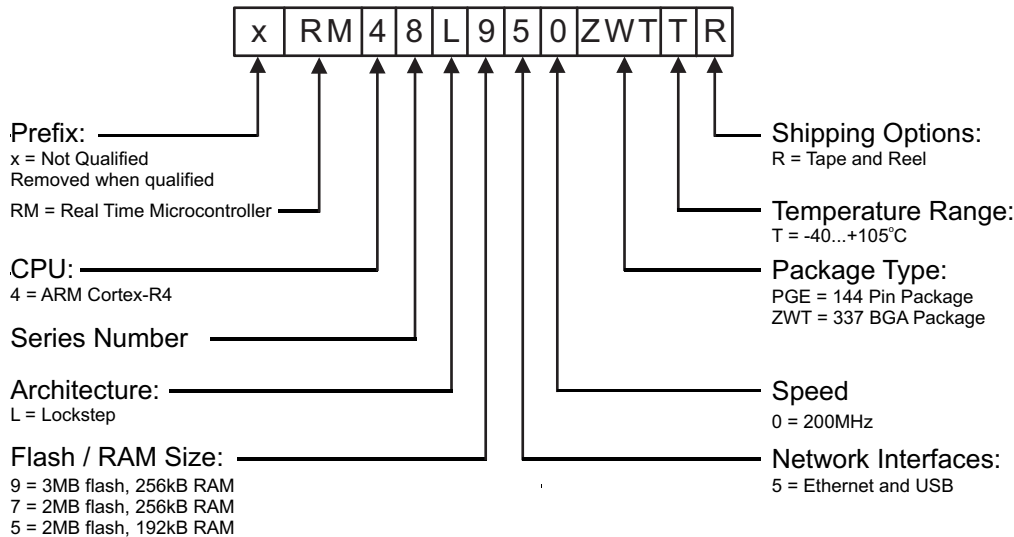 x RM 4 8 L 9 5 0 ZWT T R
Prefix:
x = Not Qualified
Removed when qualified
RM = Real Time Microcontroller
CPU:
4 = ARM Cortex-R4
Series Number
Architecture:
L = Lockstep
Flash / RAM Size:
9 = 3MB flash, 256kB RAM
7 = 2MB flash, 256kB RAM
5 = 2MB flash, 192kB RAM
Shipping Options:
R = Tape and Reel
Temperature Range:
T = -40...+105°C
Package Type:
PGE = 144 Pin Package
ZWT = 337 BGA Package
Speed
0 = 200MHz
Network Interfaces:
5 = Ethernet and USB